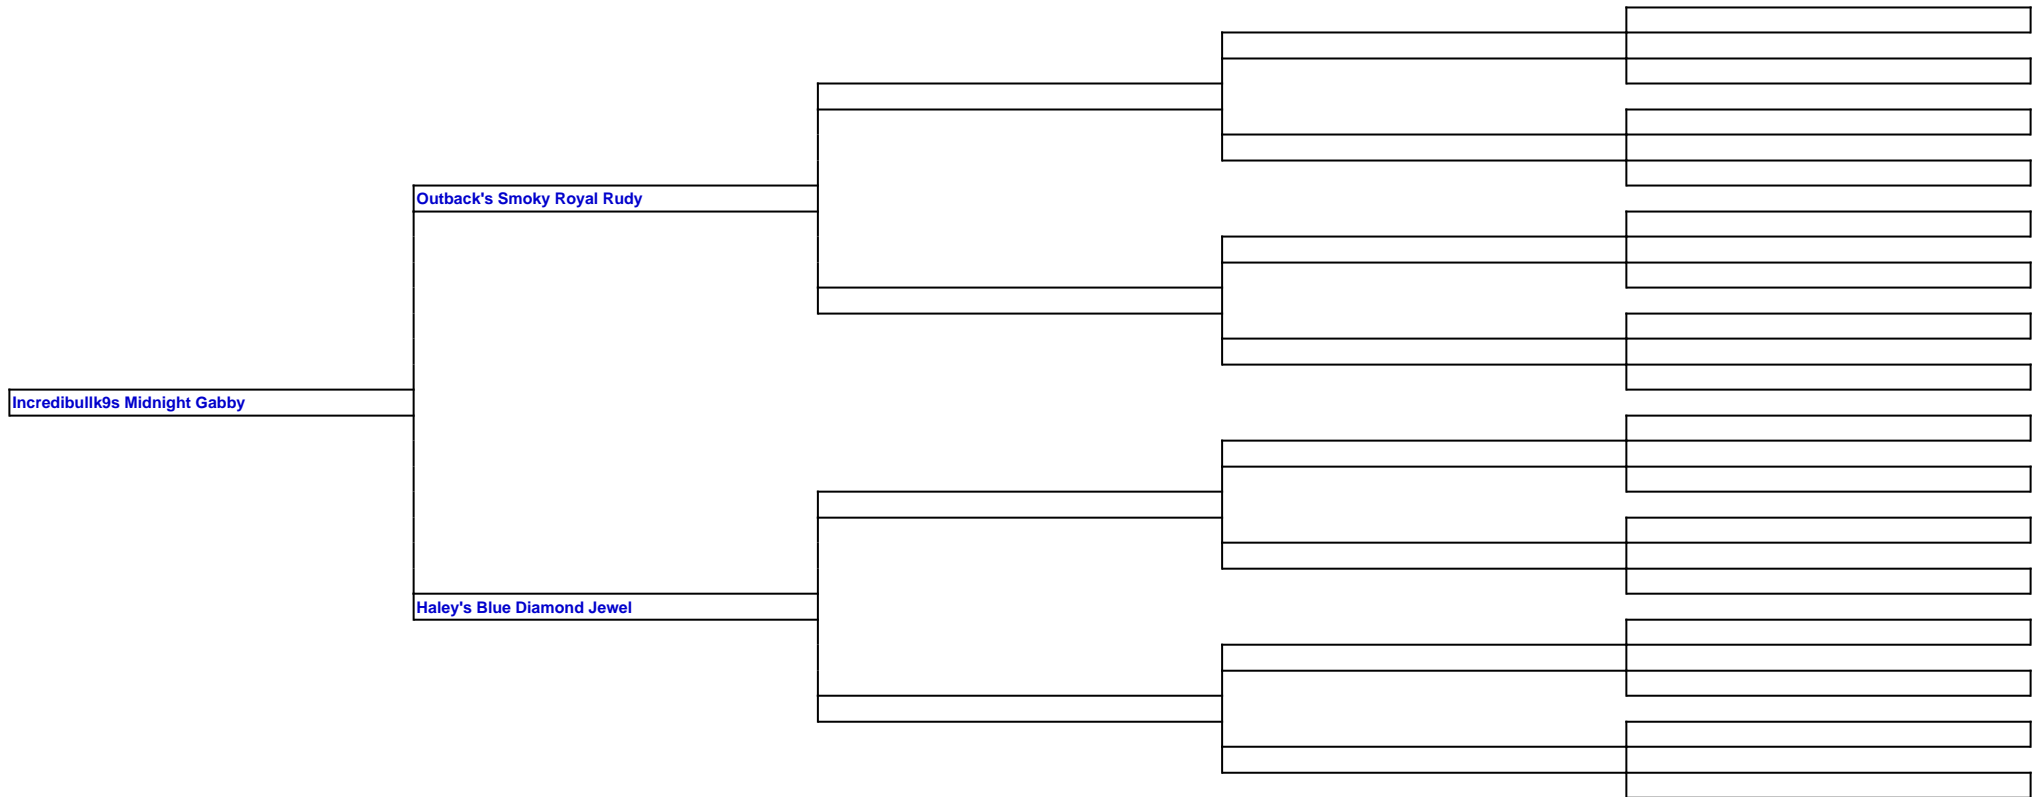 Outback's Smoky Royal Rudy
Incredibullk9s Midnight Gabby
Haley's Blue Diamond Jewel